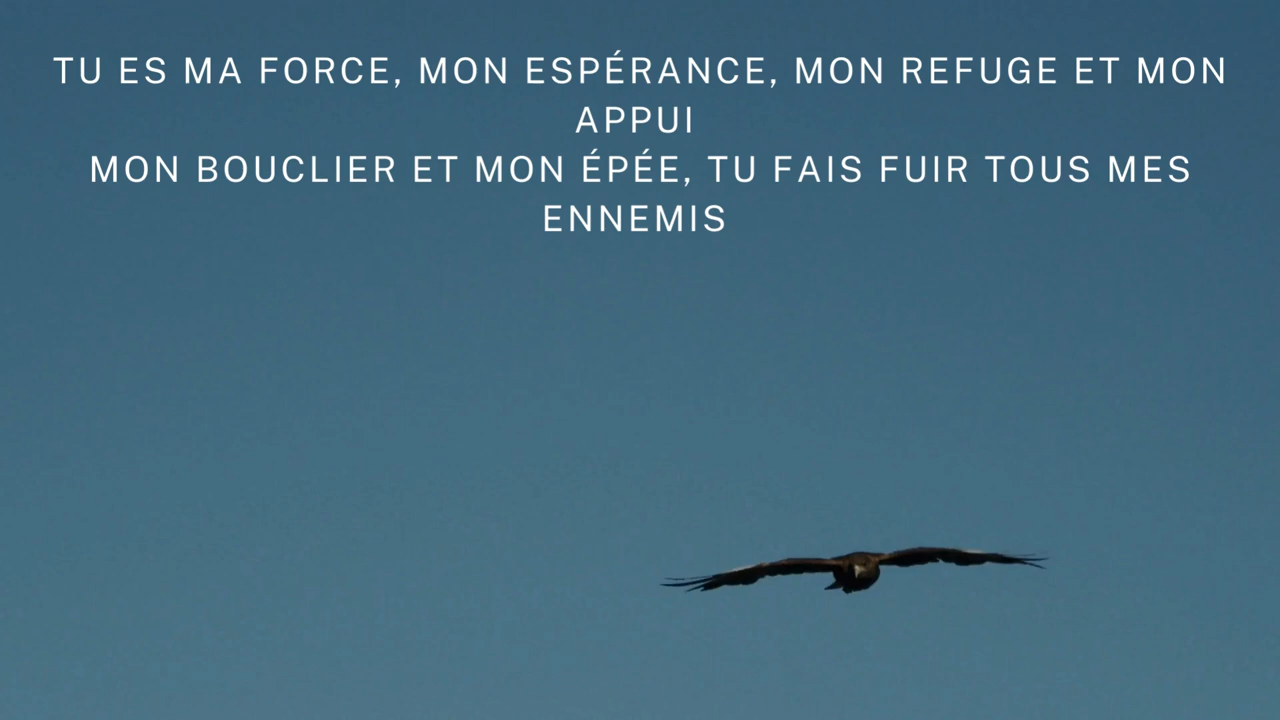 TU ES MA FORCE, MON ESPÉRANCE, MON REFUGE ET MON
APPUI
MON BOUCLIER ET MON ÉPÉE, TU FAIS FUIR TOUS MES
ENNEMIS